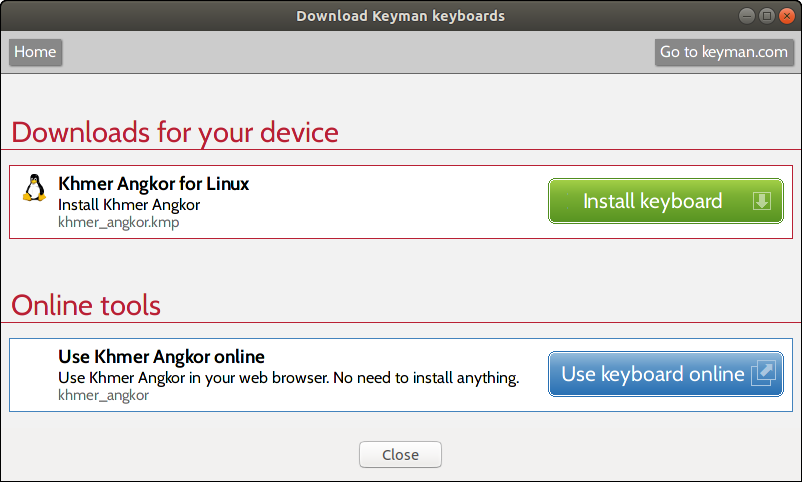 Download Keyman keyboards
Home
Go to keyman.com
Downloads for your device
Khmer Angkor for Linux
Install Khmer Angkor
khmer_angkor.kmp
Install keyboard
Online tools
Use Khmer Angkor online
Use Khmer Angkor in your web browser. No need to install anything.
khmer_angkor
Use keyboard online
Close